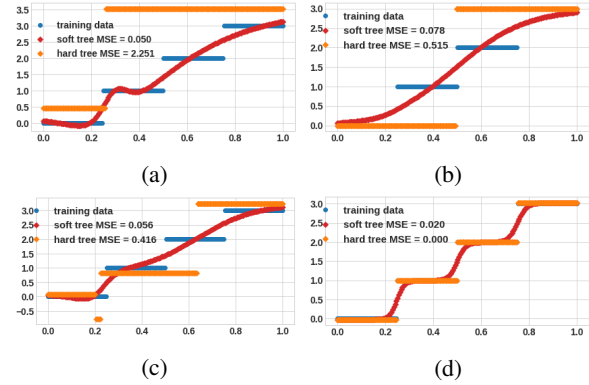 3.5
3.0
2.5
2.0
1.5
1.0
0.5
0.0
training data
soft tree MSE = 0.050
hard tree MSE = 2.251
0.0 0.2 0.4 0.6 0.8 1.0
(a)
3.0
2.5
2.0
1.5
1.0
0.5
0.0
training data
soft tree MSE = 0.078
hard tree MSE = 0.515
0.0 0.2 0.4 0.6 0.8 1.0
(b)
3.0
2.5
2.0
1.5
1.0
0.5
0.0
−0.5
training data
soft tree MSE = 0.056
hard tree MSE = 0.416
0.0 0.2 0.4 0.6 0.8 1.0
(c)
3.0
2.5
2.0
1.5
1.0
0.5
0.0
training data
soft tree MSE = 0.020
hard tree MSE = 0.000
0.0 0.2 0.4 0.6 0.8 1.0
(d)